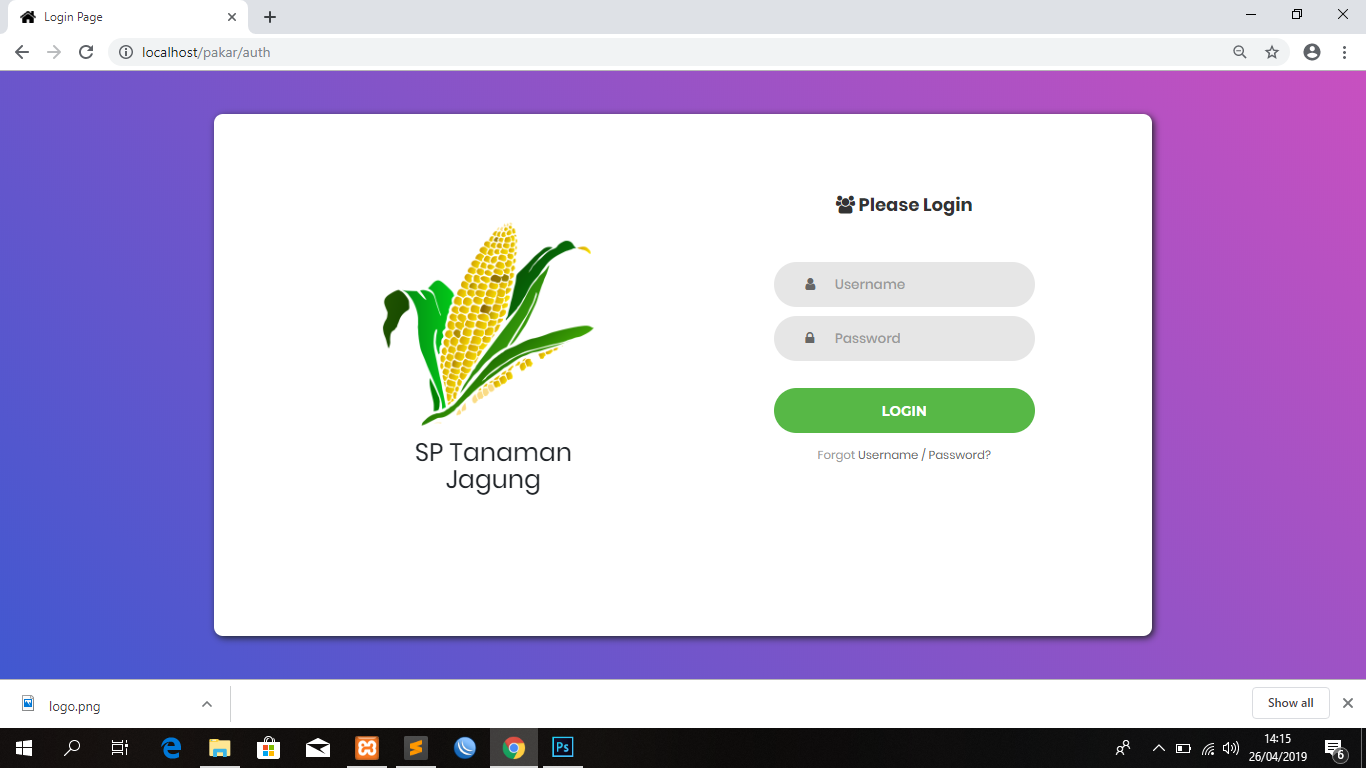 Login Page
localhost/pakar/auth
Please Login
Username
Password
LOGIN
Forgot Username / Password?
SP Tanaman
Jagung
logo.png
Show all
Ps
14:15
26/04/2019
6